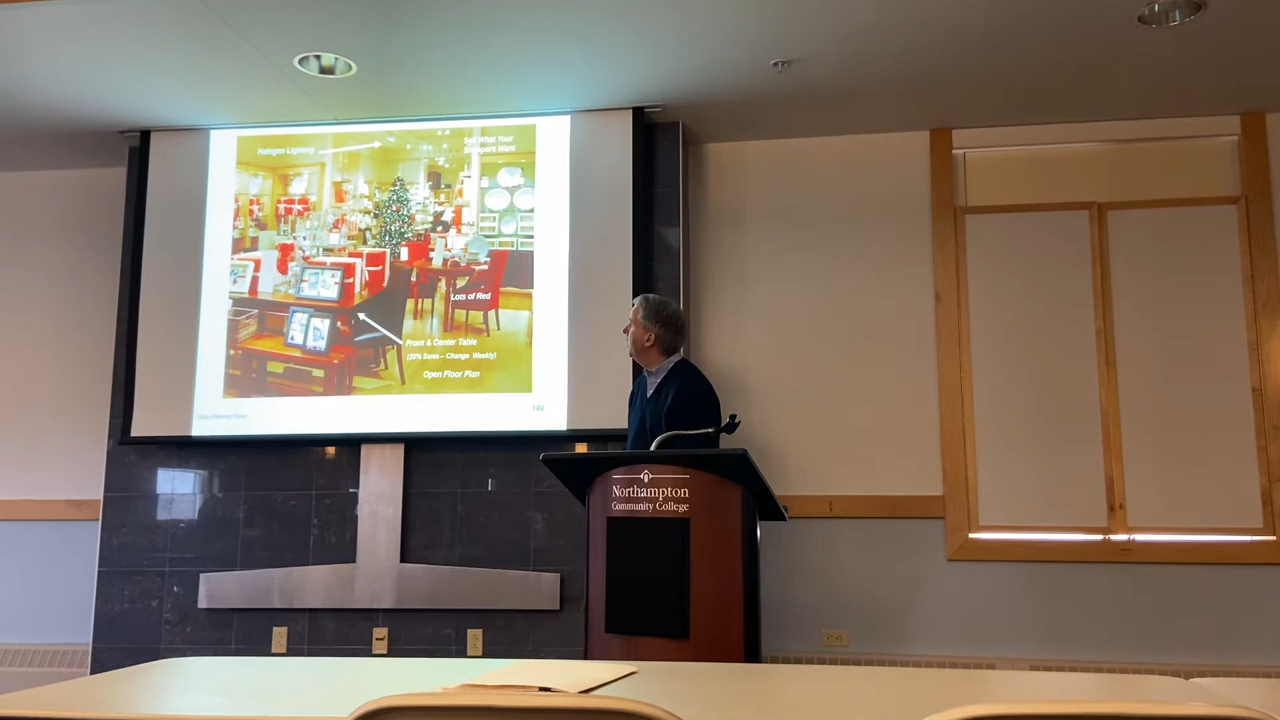 Halogen Lighting
Sell What Your
Shoppers Want
Lots of Red
Front & Center Table
(20% Sales – Change Weekly)
Open Floor Plan
149
Northampton
Community College